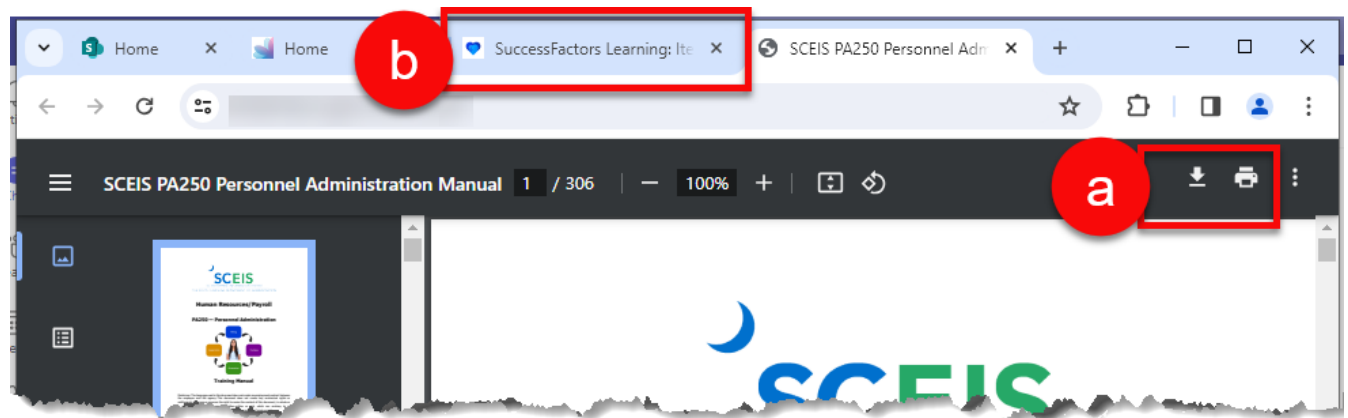 Home
Home
b
SuccessFactors Learning: Ite
SCEIS PA250 Personnel Adm
SCEIS PA250 Personnel Administration Manual 1 / 306 100%
a
SCEIS
Human Resources/Payroll
PA250 — Personnel Administration
Training Manual
SCEIS